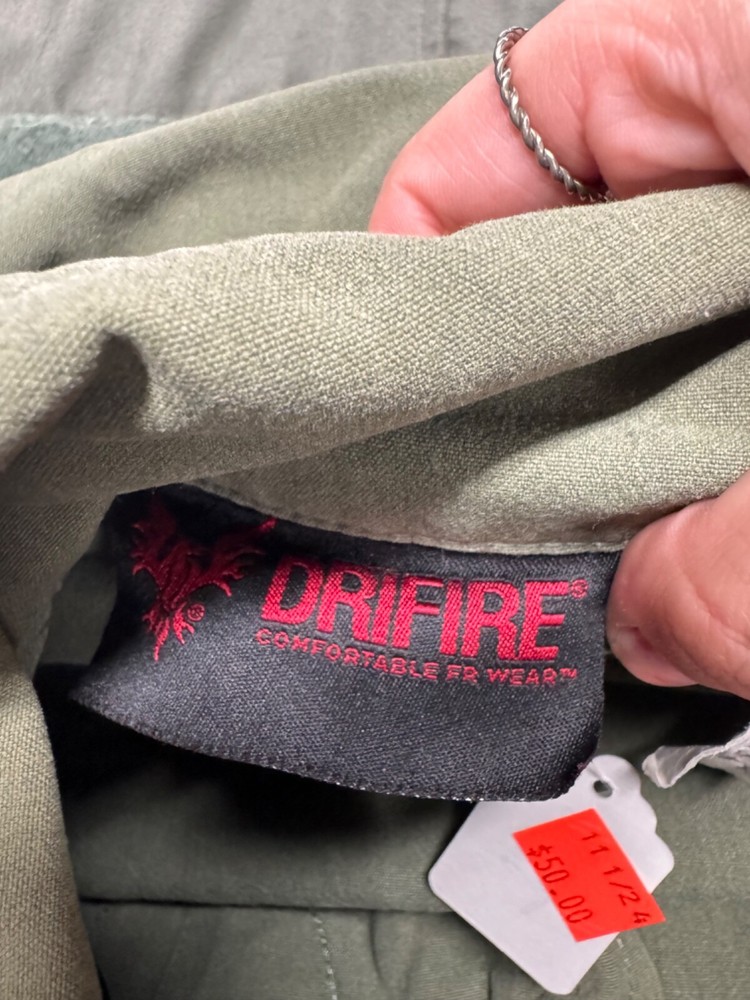 DRIFIRE®
COMFORTABLE FR WEAR™
®
11 1/24
$50.00